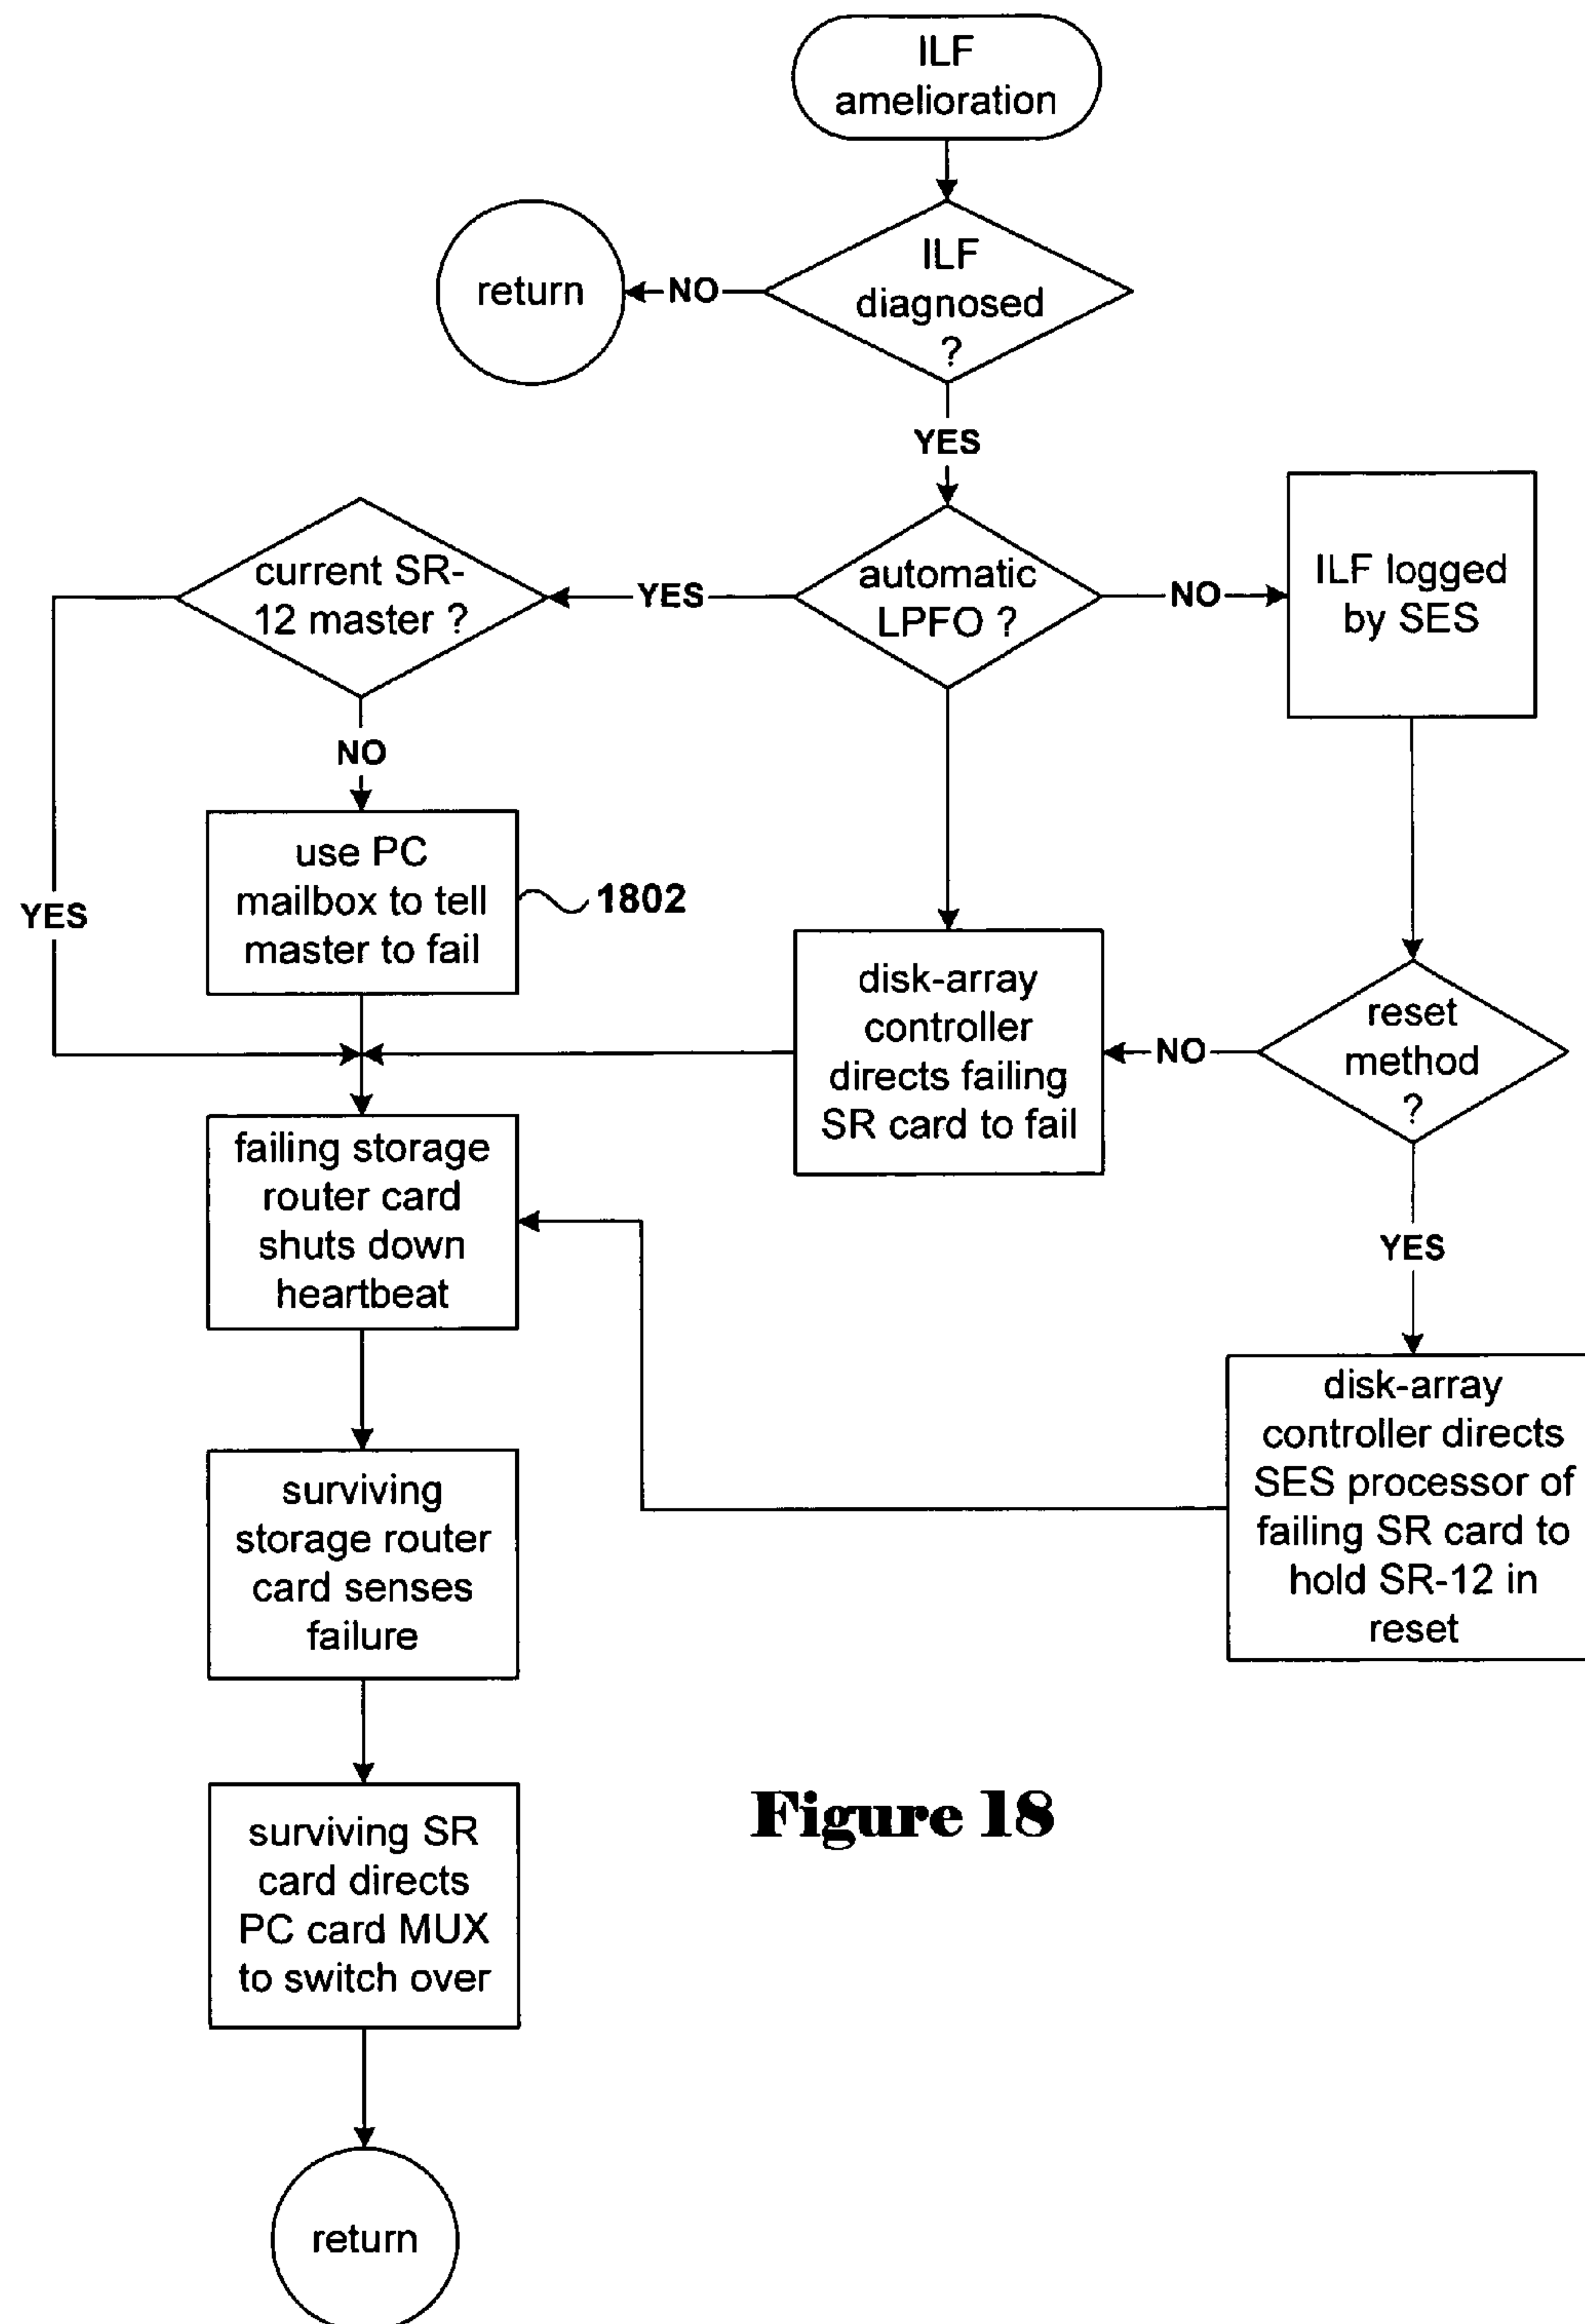 ILF
amelioration
ILF
diagnosed
?
return
NO
YES
current SR-
12 master ?
YES
automatic
LPFO ?
NO
ILF logged
by SES
NO
YES
use PC
mailbox to tell
master to fail
1802
disk-array
controller
directs failing
SR card to fail
NO
reset
method
?
failing storage
router card
shuts down
heartbeat
YES
disk-array
controller directs
SES processor of
failing SR card to
hold SR-12 in
reset
surviving
storage router
card senses
failure
surviving SR
card directs
PC card MUX
to switch over
Figure 18
return